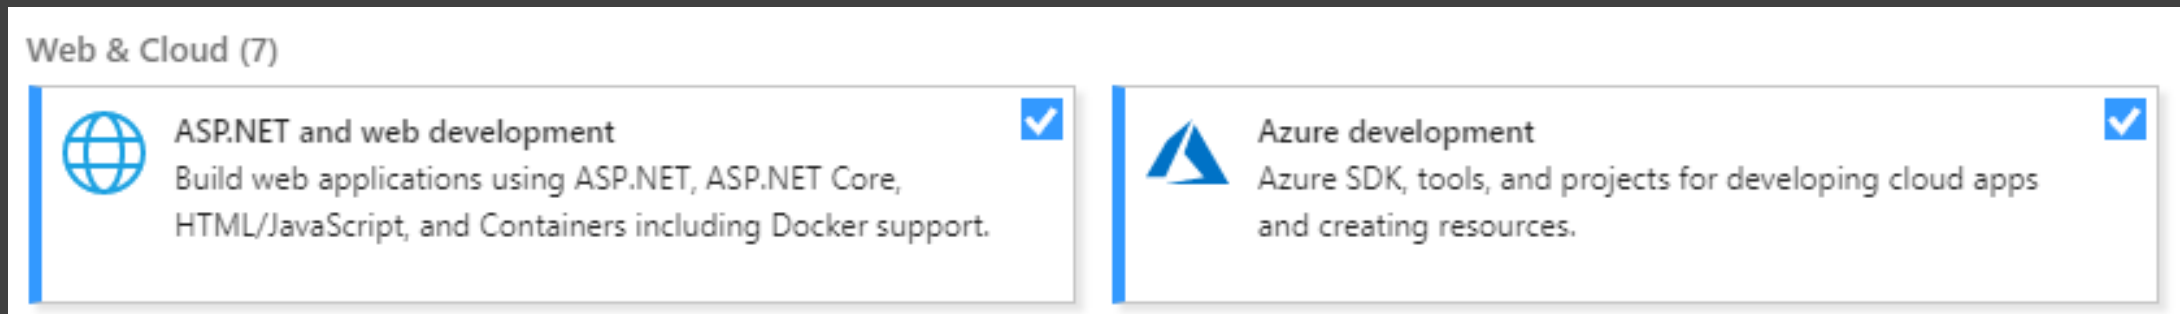 Web & Cloud (7)
ASP.NET and web development
Build web applications using ASP.NET, ASP.NET Core,
HTML/JavaScript, and Containers including Docker support.
Azure development
Azure SDK, tools, and projects for developing cloud apps
and creating resources.